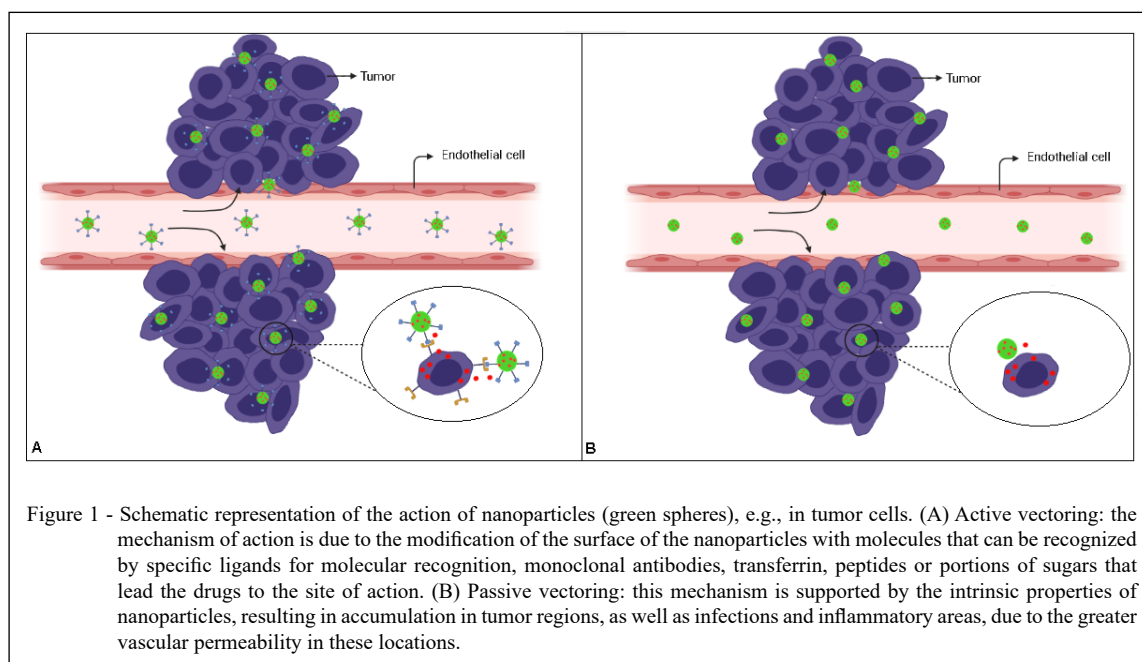 Tumor
Endothelial cell
A
Tumor
Endothelial cell
B
Figure 1 - Schematic representation of the action of nanoparticles (green spheres), e.g., in tumor cells. (A) Active vectoring: the
mechanism of action is due to the modification of the surface of the nanoparticles with molecules that can be recognized
by specific ligands for molecular recognition, monoclonal antibodies, transferrin, peptides or portions of sugars that
lead the drugs to the site of action. (B) Passive vectoring: this mechanism is supported by the intrinsic properties of
nanoparticles, resulting in accumulation in tumor regions, as well as infections and inflammatory areas, due to the greater
vascular permeability in these locations.